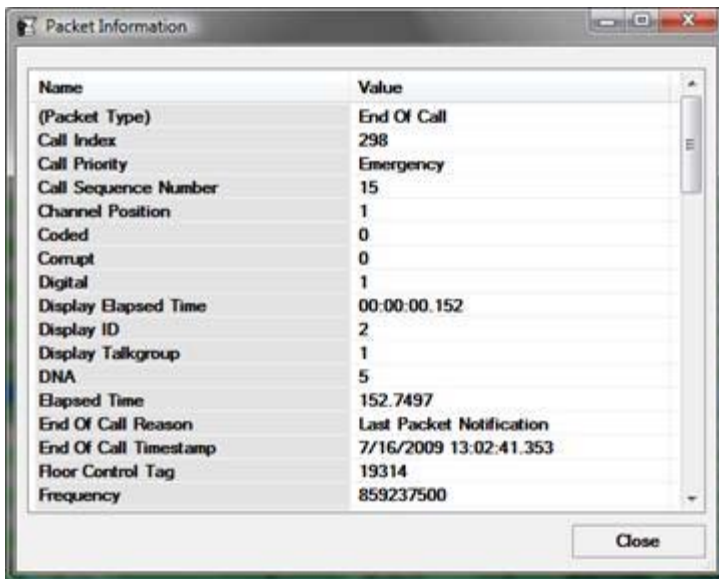 Packet Information
Name Value
(Packet Type) End Of Call
Call Index 298
Call Priority Emergency
Call Sequence Number 15
Channel Position 1
Coded 0
Corrupt 0
Digital 1
Display Elapsed Time 00:00:00.152
Display ID 2
Display Talkgroup 1
DNA 5
Elapsed Time 152.7497
End Of Call Reason Last Packet Notification
End Of Call Timestamp 7/16/2009 13:02:41.353
Floor Control Tag 19314
Frequency 859237500
Close